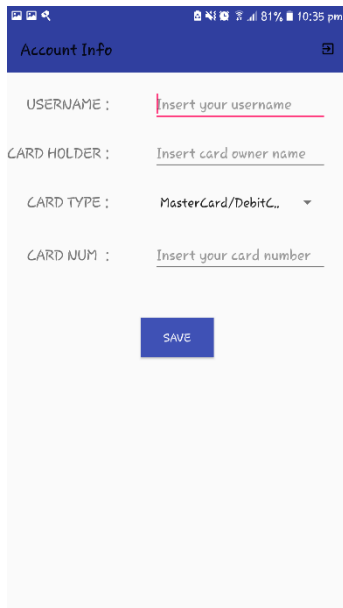 81% 10:35 pm
Account Info
USERNAME : Insert your username
CARD HOLDER : Insert card owner name
CARD TYPE : MasterCard/DebitC..
CARD NUM : Insert your card number
SAVE